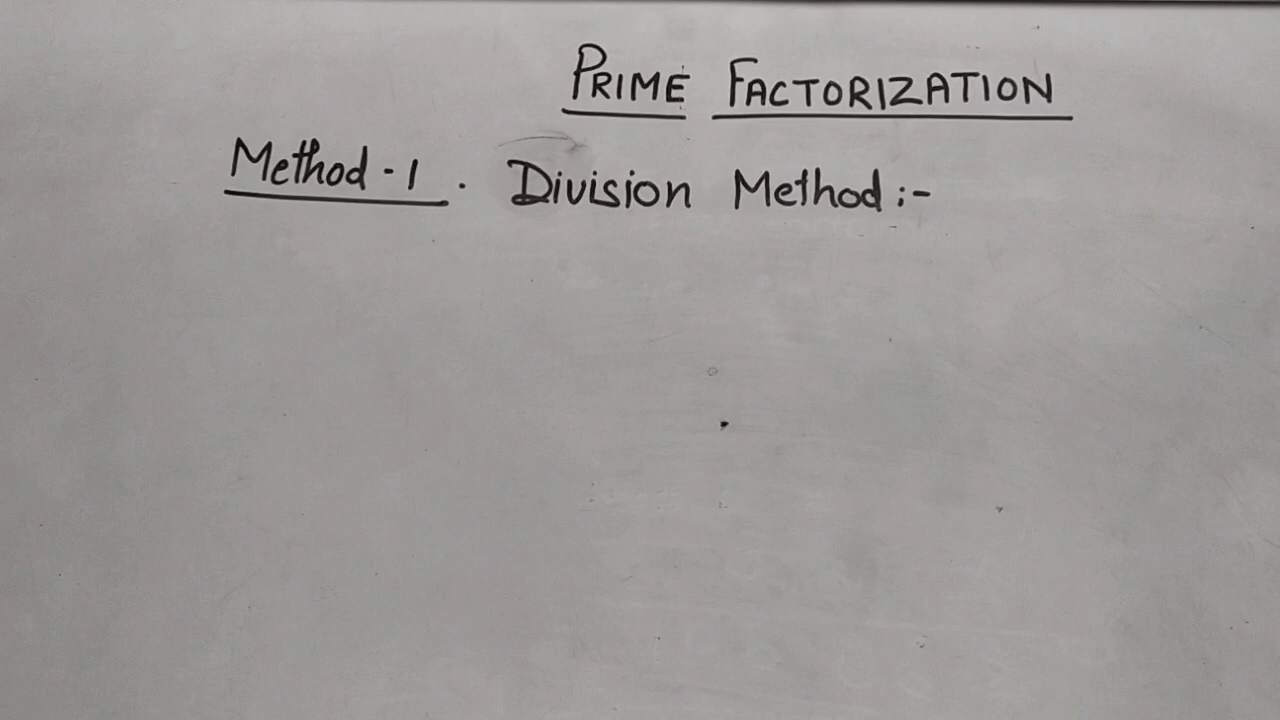 PRIME FACTORIZATION
Method - 1 . Division Method :-